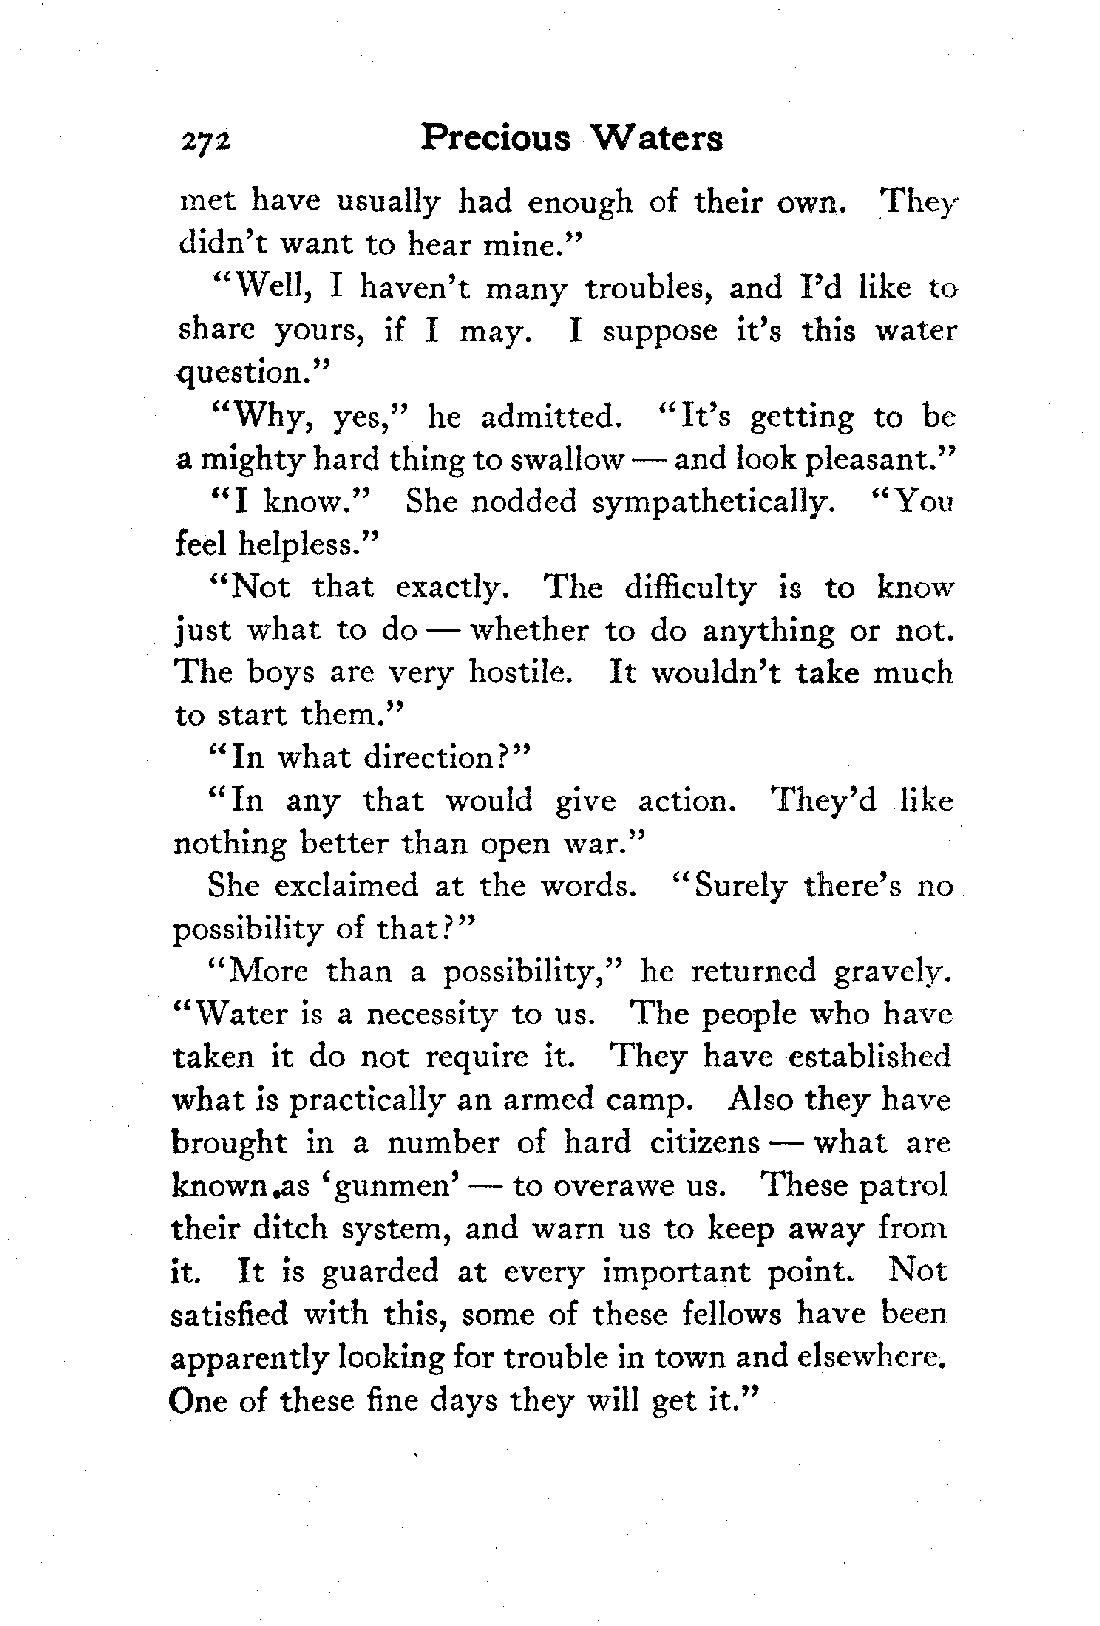 272 Precious Waters
met have usually had enough of their own. They
didn't want to hear mine."
"Well, I haven't many troubles, and I'd like to
share yours, if I may. I suppose it's this water
question."
"Why, yes," he admitted. "It's getting to be
a mighty hard thing to swallow — and look pleasant."
"I know." She nodded sympathetically. "You
feel helpless."
"Not that exactly. The difficulty is to know
just what to do — whether to do anything or not.
The boys are very hostile. It wouldn't take much
to start them."
"In what direction?"
"In any that would give action. They'd like
nothing better than open war."
She exclaimed at the words. "Surely there's no
possibility of that?"
"More than a possibility," he returned gravely.
"Water is a necessity to us. The people who have
taken it do not require it. They have established
what is practically an armed camp. Also they have
brought in a number of hard citizens — what are
known as 'gunmen' — to overawe us. These patrol
their ditch system, and warn us to keep away from
it. It is guarded at every important point. Not
satisfied with this, some of these fellows have been
apparently looking for trouble in town and elsewhere.
One of these fine days they will get it."